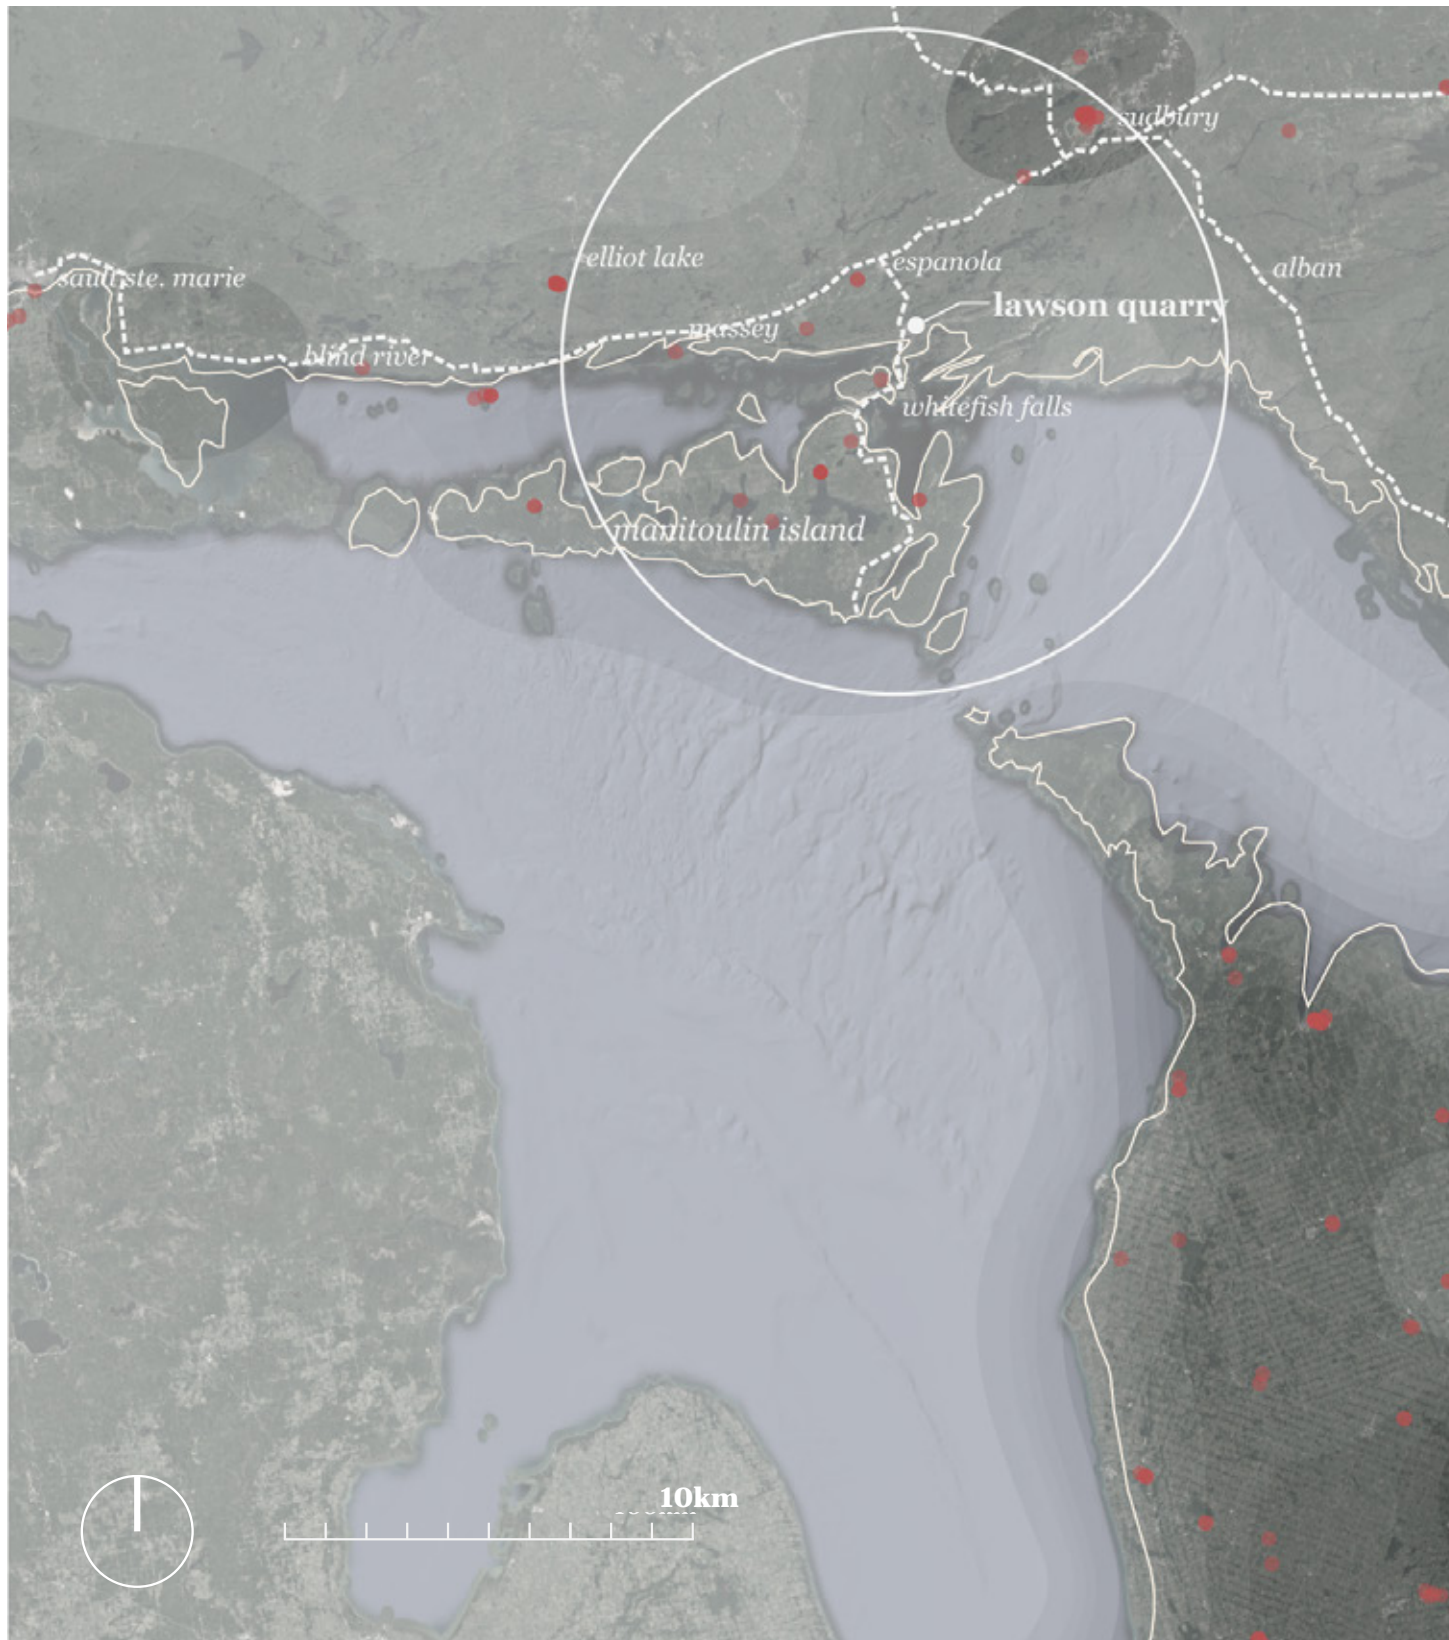 sudbury
elliot lake
espanola
alban
sault ste. marie
lawson quarry
massey
blind river
whitefish falls
manitoulin island
10km